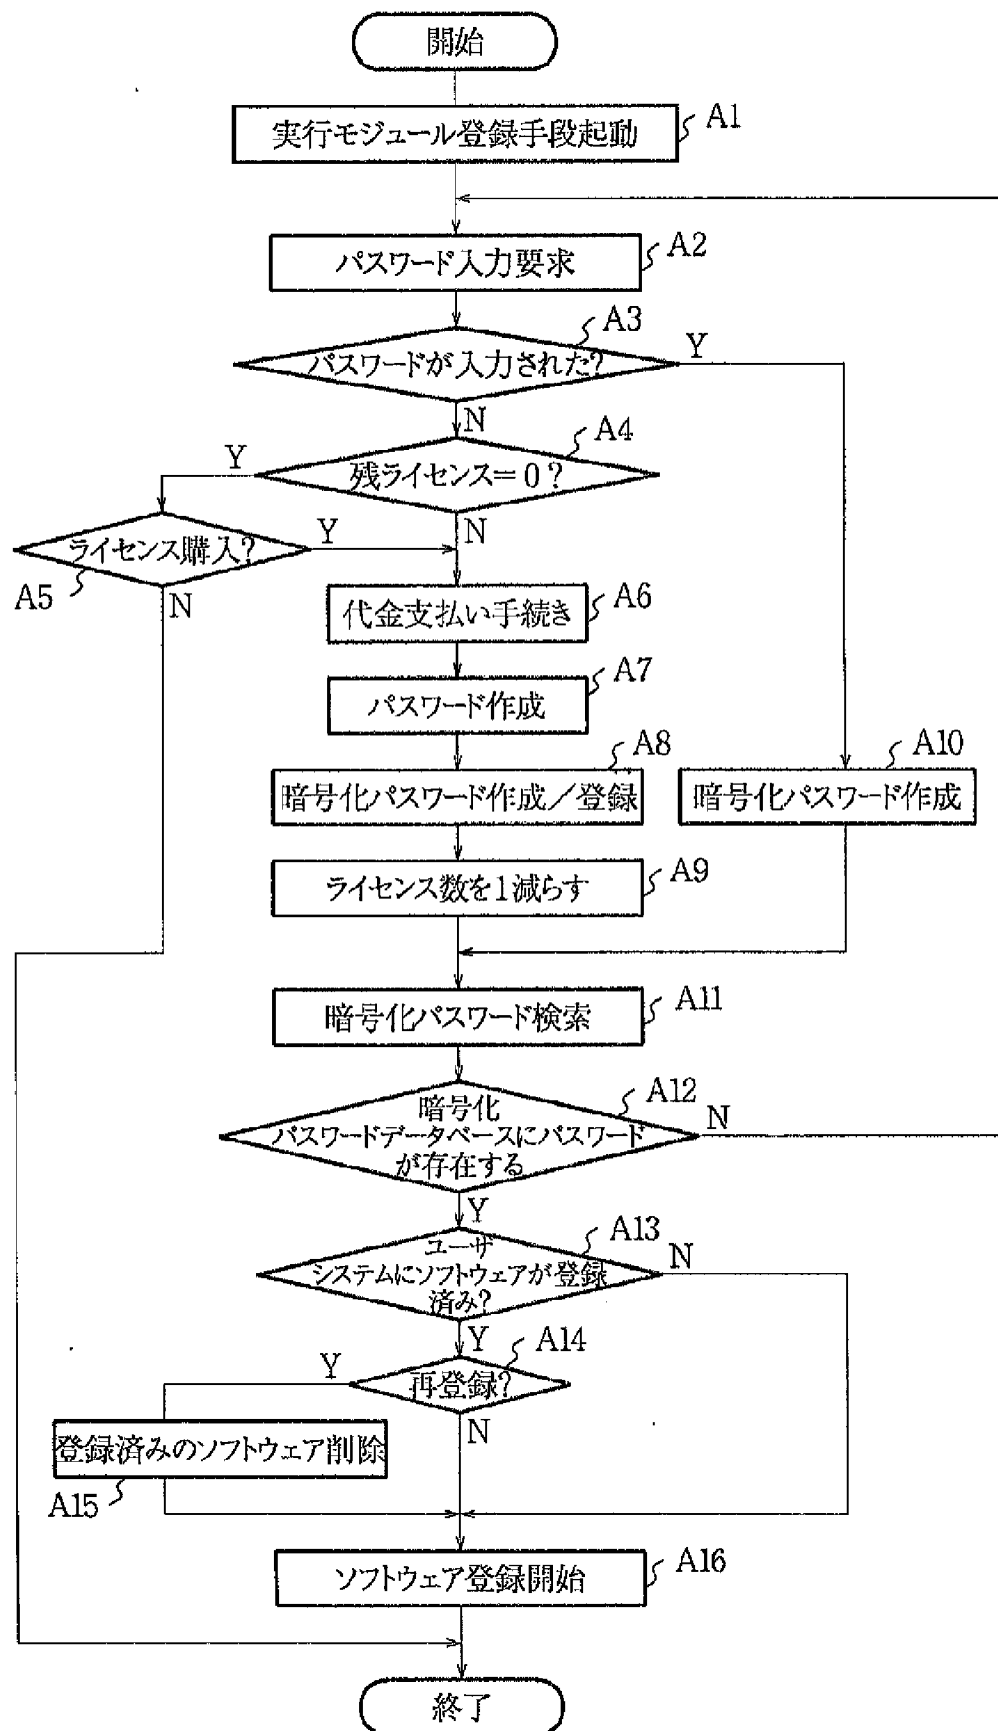 開始
実行モジュール登録手段起動
A1
パスワード入力要求
A2
パスワードが入力された?
A3
Y
N
残ライセンス=0?
A4
Y
N
ライセンス購入?
A5
Y
N
代金支払い手続き
A6
パスワード作成
A7
暗号化パスワード作成/登録
A8
暗号化パスワード作成
A10
ライセンス数を1減らす
A9
暗号化パスワード検索
A11
暗号化
パスワードデータベースにパスワード
が存在する
A12
N
Y
ユーザ
システムにソフトウェアが登録
済み?
A13
N
Y
再登録?
A14
Y
N
登録済みのソフトウェア削除
A15
ソフトウェア登録開始
A16
終了